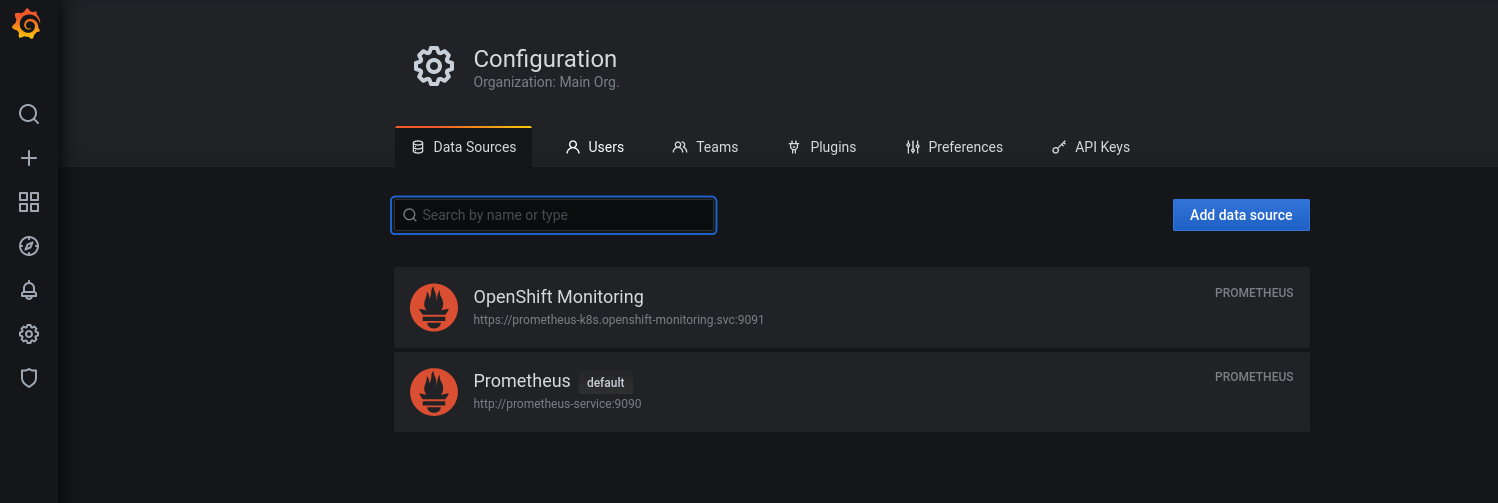 Configuration
Organization: Main Org.
Data Sources
Users
Teams
Plugins
Preferences
API Keys
Search by name or type
Add data source
OpenShift Monitoring
PROMETHEUS
https://prometheus-k8s.openshift-monitoring.svc:9091
Prometheus default
PROMETHEUS
http://prometheus-service:9090